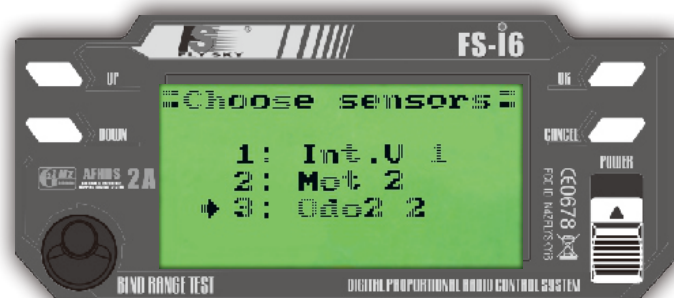 FLYSKY
FS-i6
UP
OK
Choose sensors
DOWN
CANCEL
1: Int.V 1
2: Mot 2
3: Odo2 2
AFHDS 2A
POWER
CE0678
BIND RANGE TEST
DIGITAL PROPORTIONAL RADIO CONTROL SYSTEM